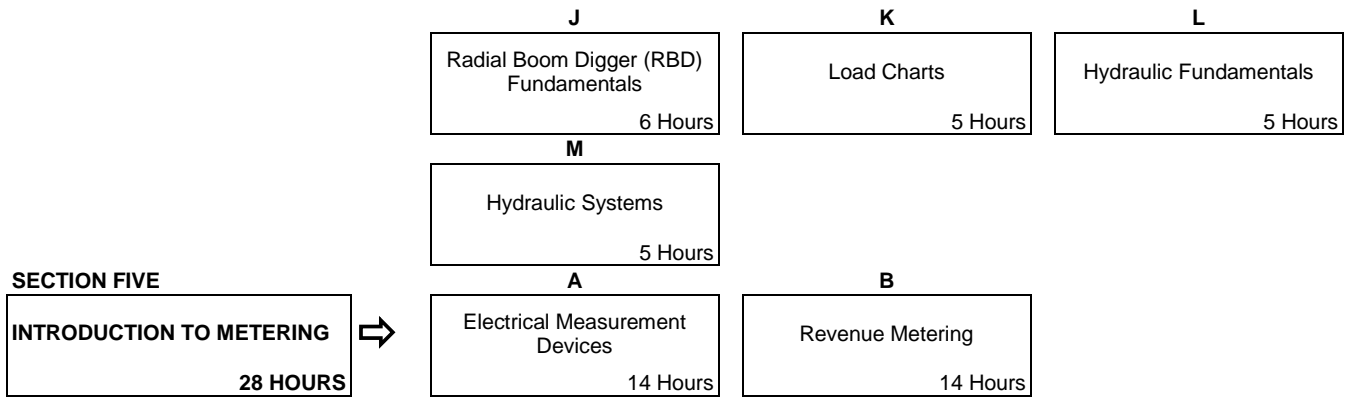 J
K
L
Radial Boom Digger (RBD)
Fundamentals
6 Hours
Load Charts
5 Hours
Hydraulic Fundamentals
5 Hours
M
Hydraulic Systems
5 Hours
SECTION FIVE
A
B
INTRODUCTION TO METERING
28 HOURS
Electrical Measurement
Devices
14 Hours
Revenue Metering
14 Hours